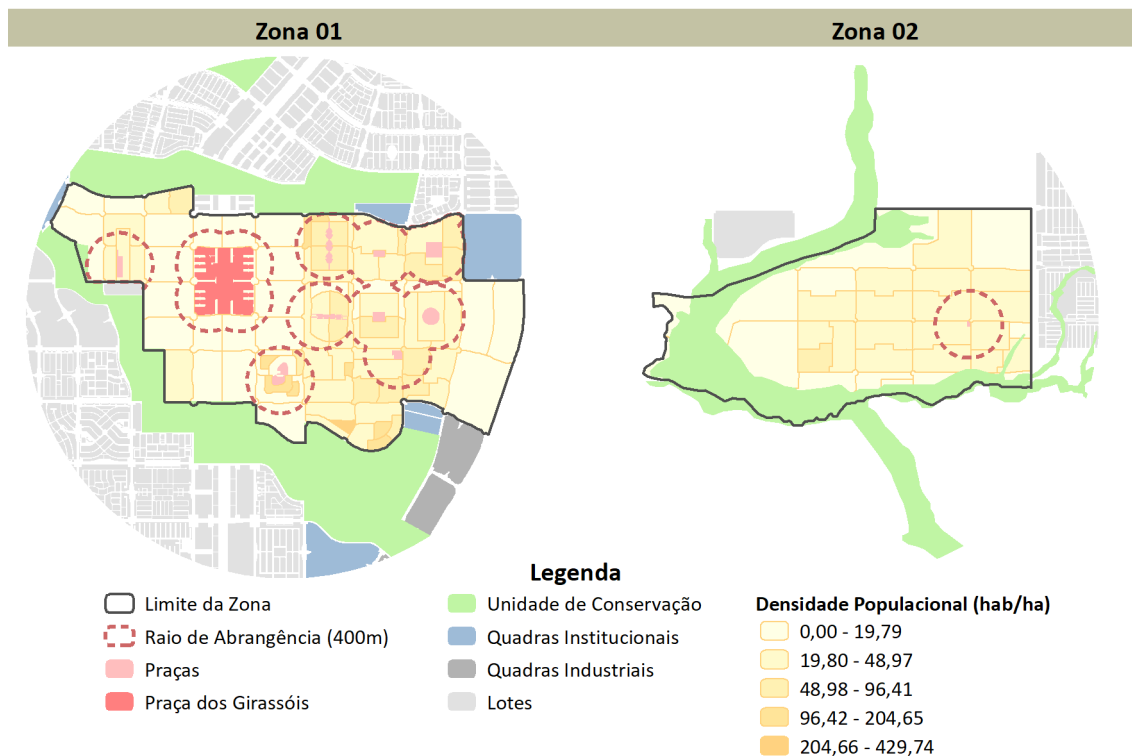 Zona 01
Zona 02
Legenda
Limite da Zona
Raio de Abrangência (400m)
Praças
Praça dos Girassóis
Unidade de Conservação
Quadras Institucionais
Quadras Industriais
Lotes
Densidade Populacional (hab/ha)
0,00 - 19,79
19,80 - 48,97
48,98 - 96,41
96,42 - 204,65
204,66 - 429,74